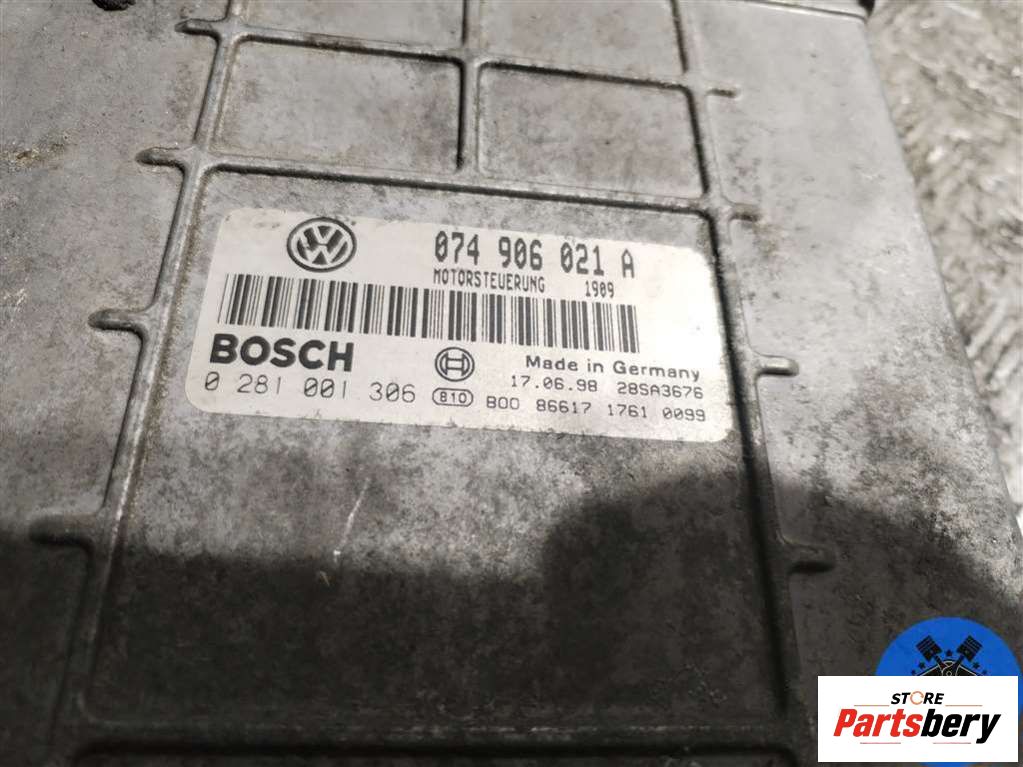 074 906 021 A
MOTORSTEUERUNG 1909
BOSCH
Made in Germany
0 281 001 306
17.06.98 28SA3676
B10 B00 86617 1761 0099
STORE
Partsbery